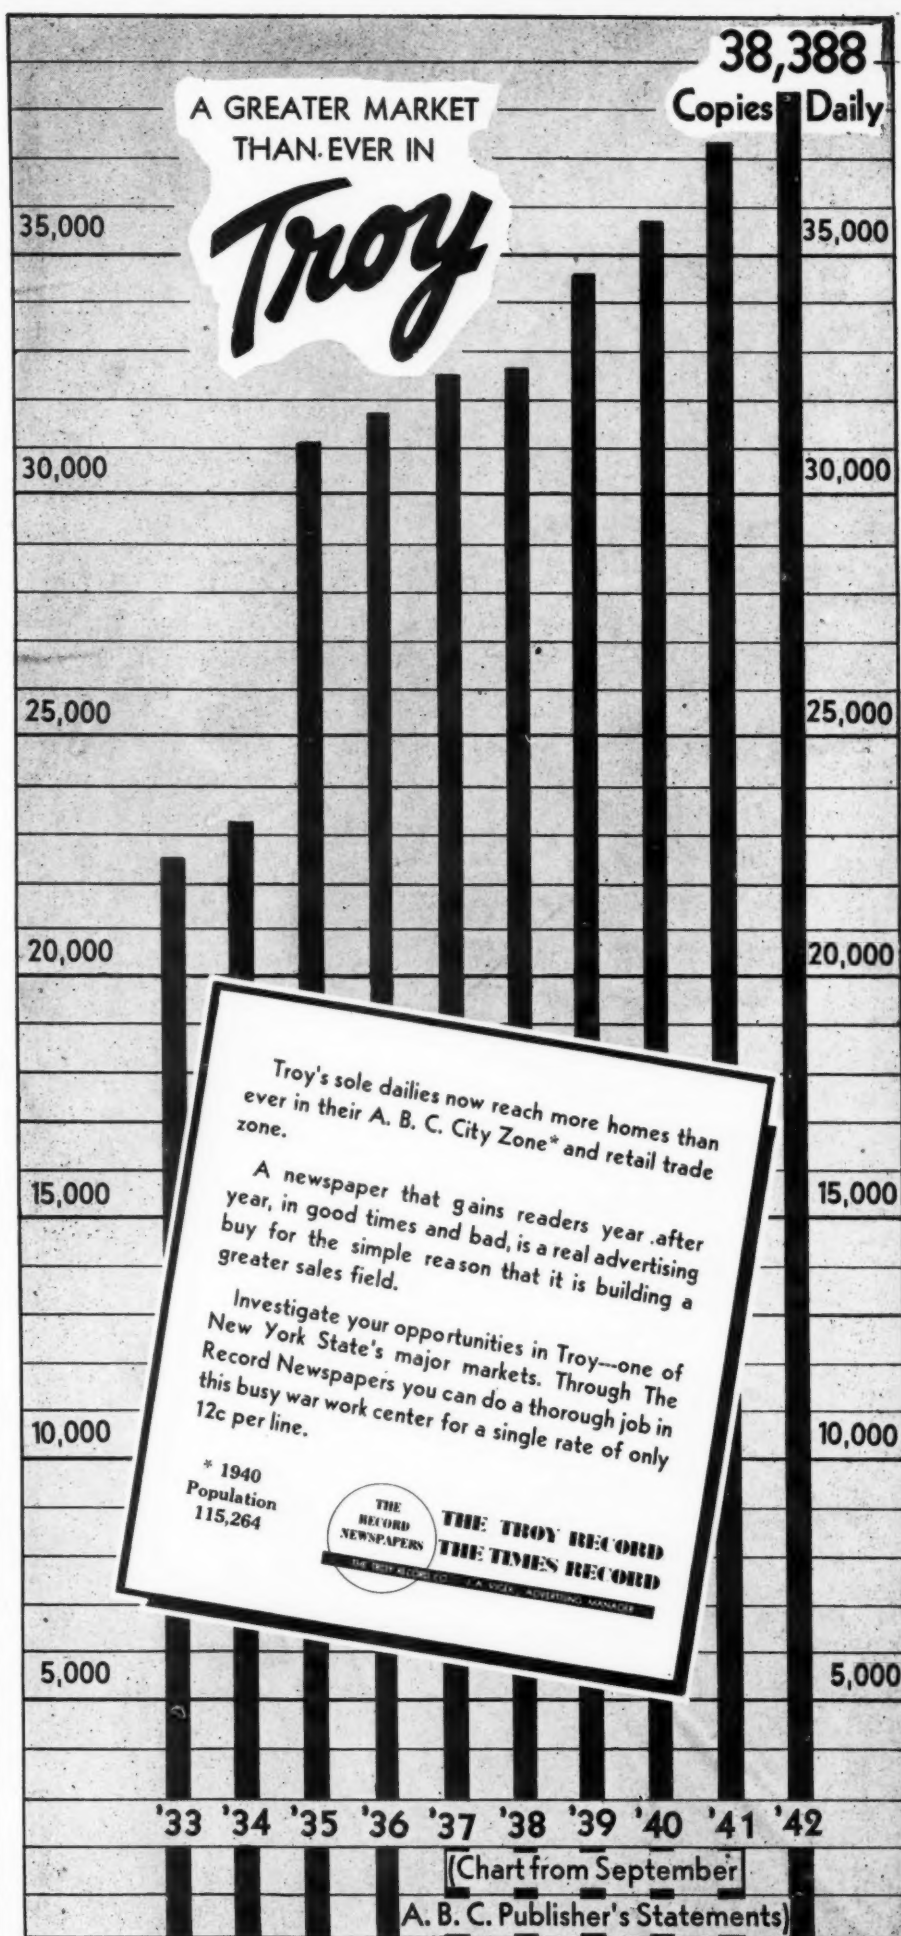 38,388
Copies Daily
A GREATER MARKET
THAN EVER IN
Troy
35,000 35,000
30,000 30,000
25,000 25,000
20,000 20,000
Troy's sole dailies now reach more homes than
ever in their A. B. C. City Zone* and retail trade
zone.
A newspaper that gains readers year after
year, in good times and bad, is a real advertising
buy for the simple reason that it is building a
greater sales field.
15,000 15,000
Investigate your opportunities in Troy---one of
New York State's major markets. Through The
Record Newspapers you can do a thorough job in
this busy war work center for a single rate of only
12c per line.
10,000 10,000
* 1940
Population
115,264
THE
RECORD
NEWSPAPERS
THE TROY RECORD
THE TIMES RECORD
THE TROY RECORD CO. J. A. VIGER, ADVERTISING MANAGER
5,000 5,000
'33 '34 '35 '36 '37 '38 '39 '40 '41 '42
(Chart from September
A. B. C. Publisher's Statements)